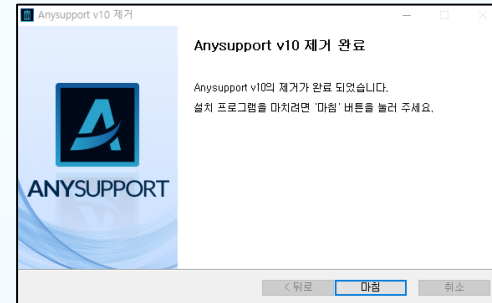 Anysupport v10 제거
Anysupport v10 제거 완료
Anysupport v10의 제거가 완료 되었습니다.
설치 프로그램을 마치려면 '마침' 버튼을 눌러 주세요.
ANYSUPPORT
< 뒤로
마침
취소